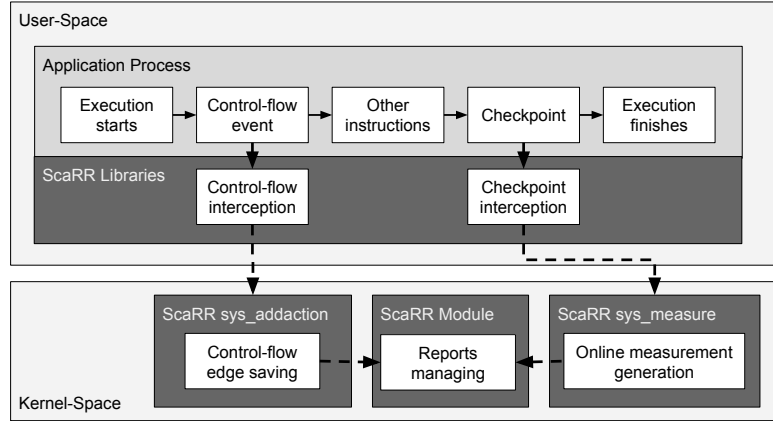 User-Space
Application Process
Execution
starts
Control-flow
event
Other
instructions
Checkpoint
Execution
finishes
ScaRR Libraries
Control-flow
interception
Checkpoint
interception
ScaRR sys_addaction
ScaRR Module
ScaRR sys_measure
Control-flow
edge saving
Reports
managing
Online measurement
generation
Kernel-Space